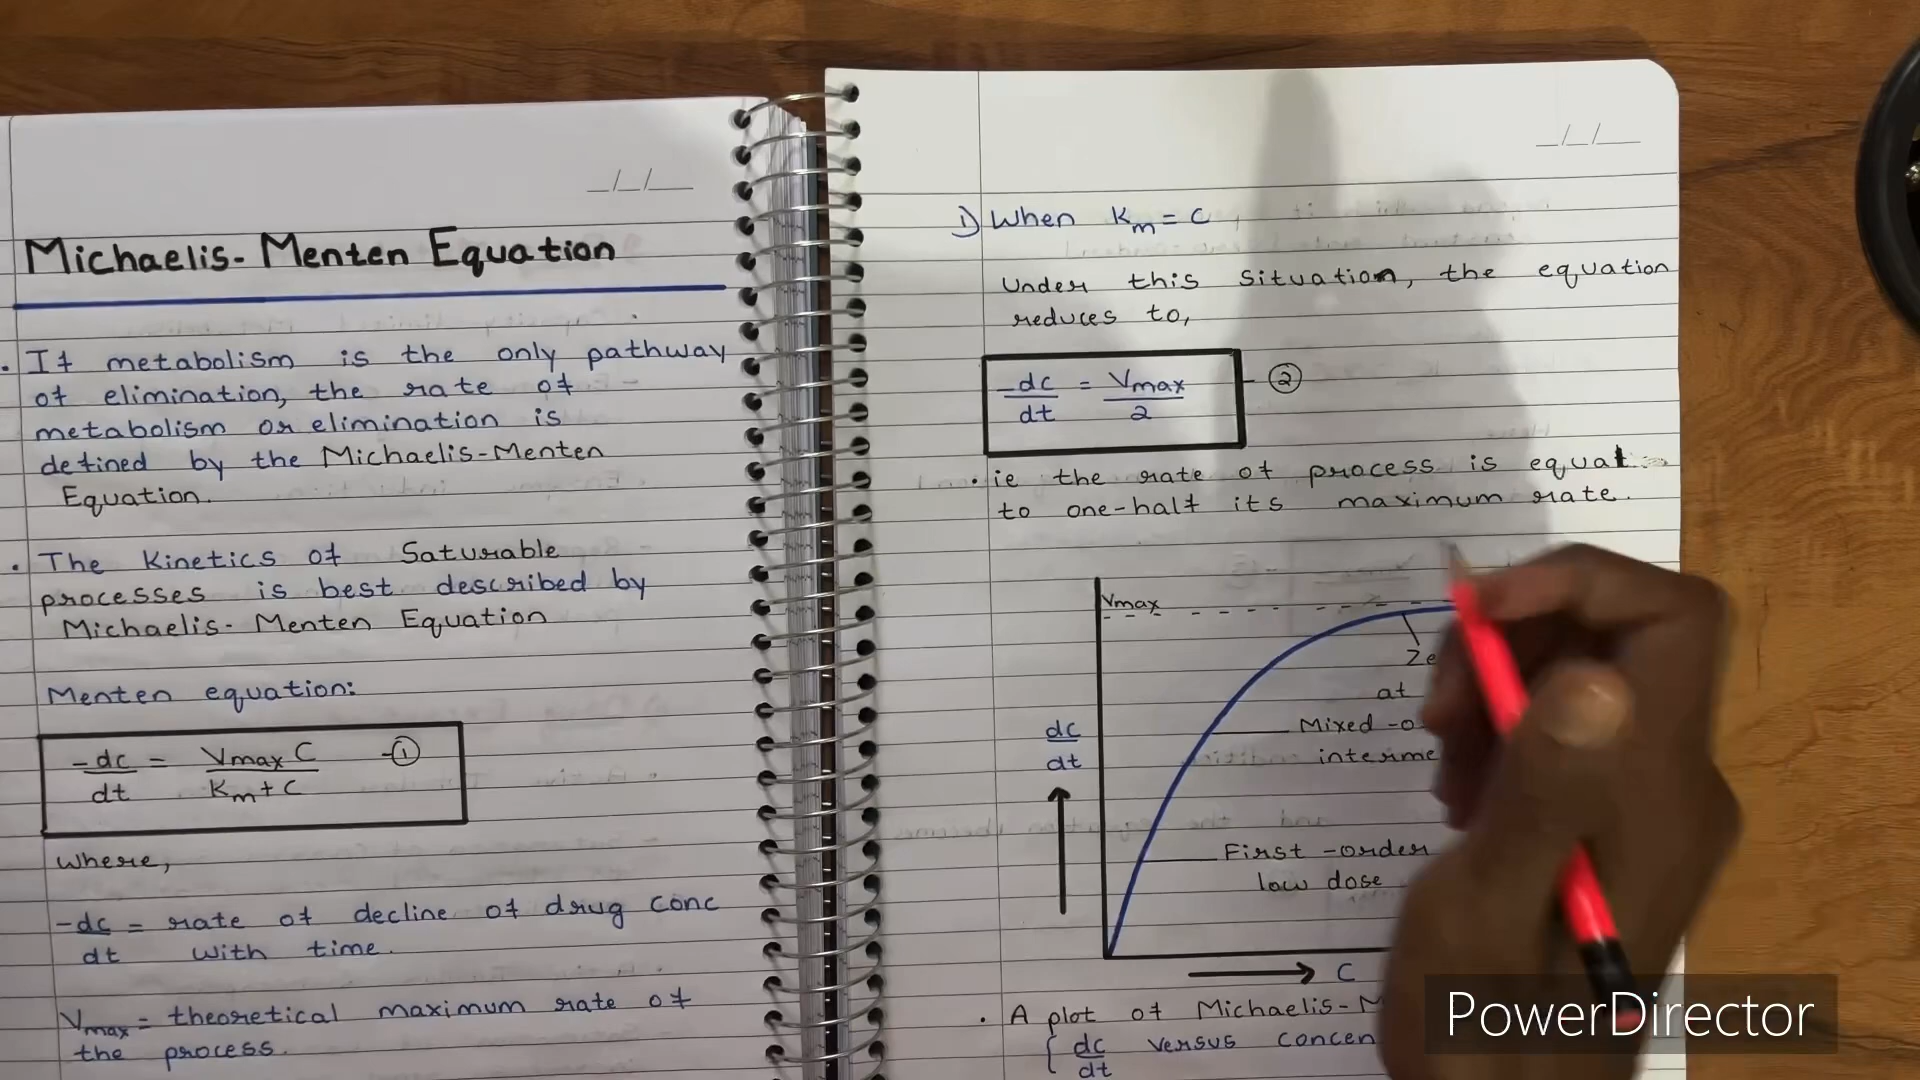 Michaelis-Menten Equation
. If metabolism is the only pathway
of elimination, the rate of
metabolism or elimination is
defined by the Michaelis-Menten
Equation.
. The Kinetics of Saturable
processes is best described by
Michaelis-Menten Equation
Menten equation:
-dc/dt = Vmax C / Km + C -①
where,
-dc/dt = rate of decline of drug conc
with time.
Vmax = theoretical maximum rate of
the process.
1) When Km = C
Under this situation, the equation
reduces to,
-dc/dt = Vmax/2 - ②
. ie the rate of process is equal
to one-half its maximum rate.
Vmax
at
Mixed
dc/dt
First-order
low dose
C
. A plot of Michaelis-
{ dc/dt versus
PowerDirector